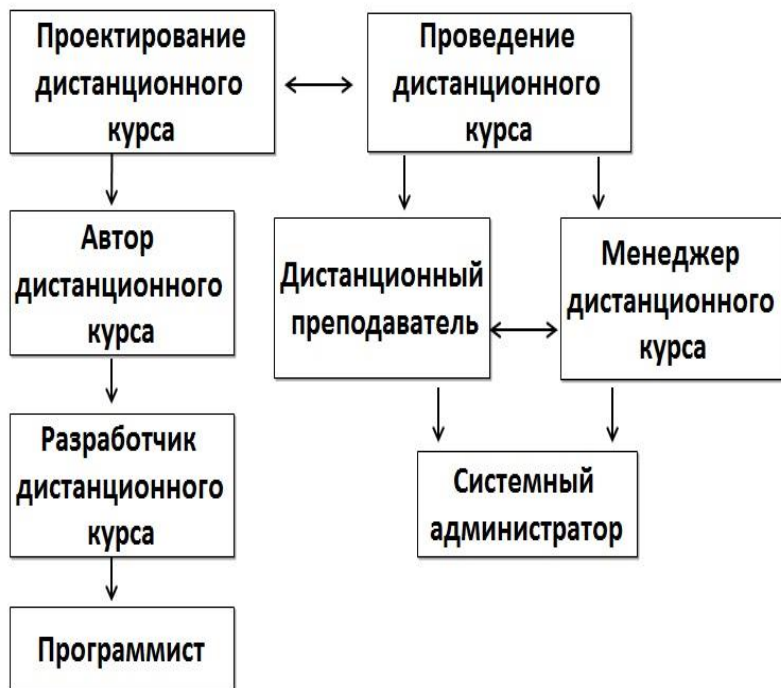 Проектирование
дистанционного
курса
Проведение
дистанционного
курса
Автор
дистанционного
курса
Дистанционный
преподаватель
Менеджер
дистанционного
курса
Разработчик
дистанционного
курса
Системный
администратор
Программист